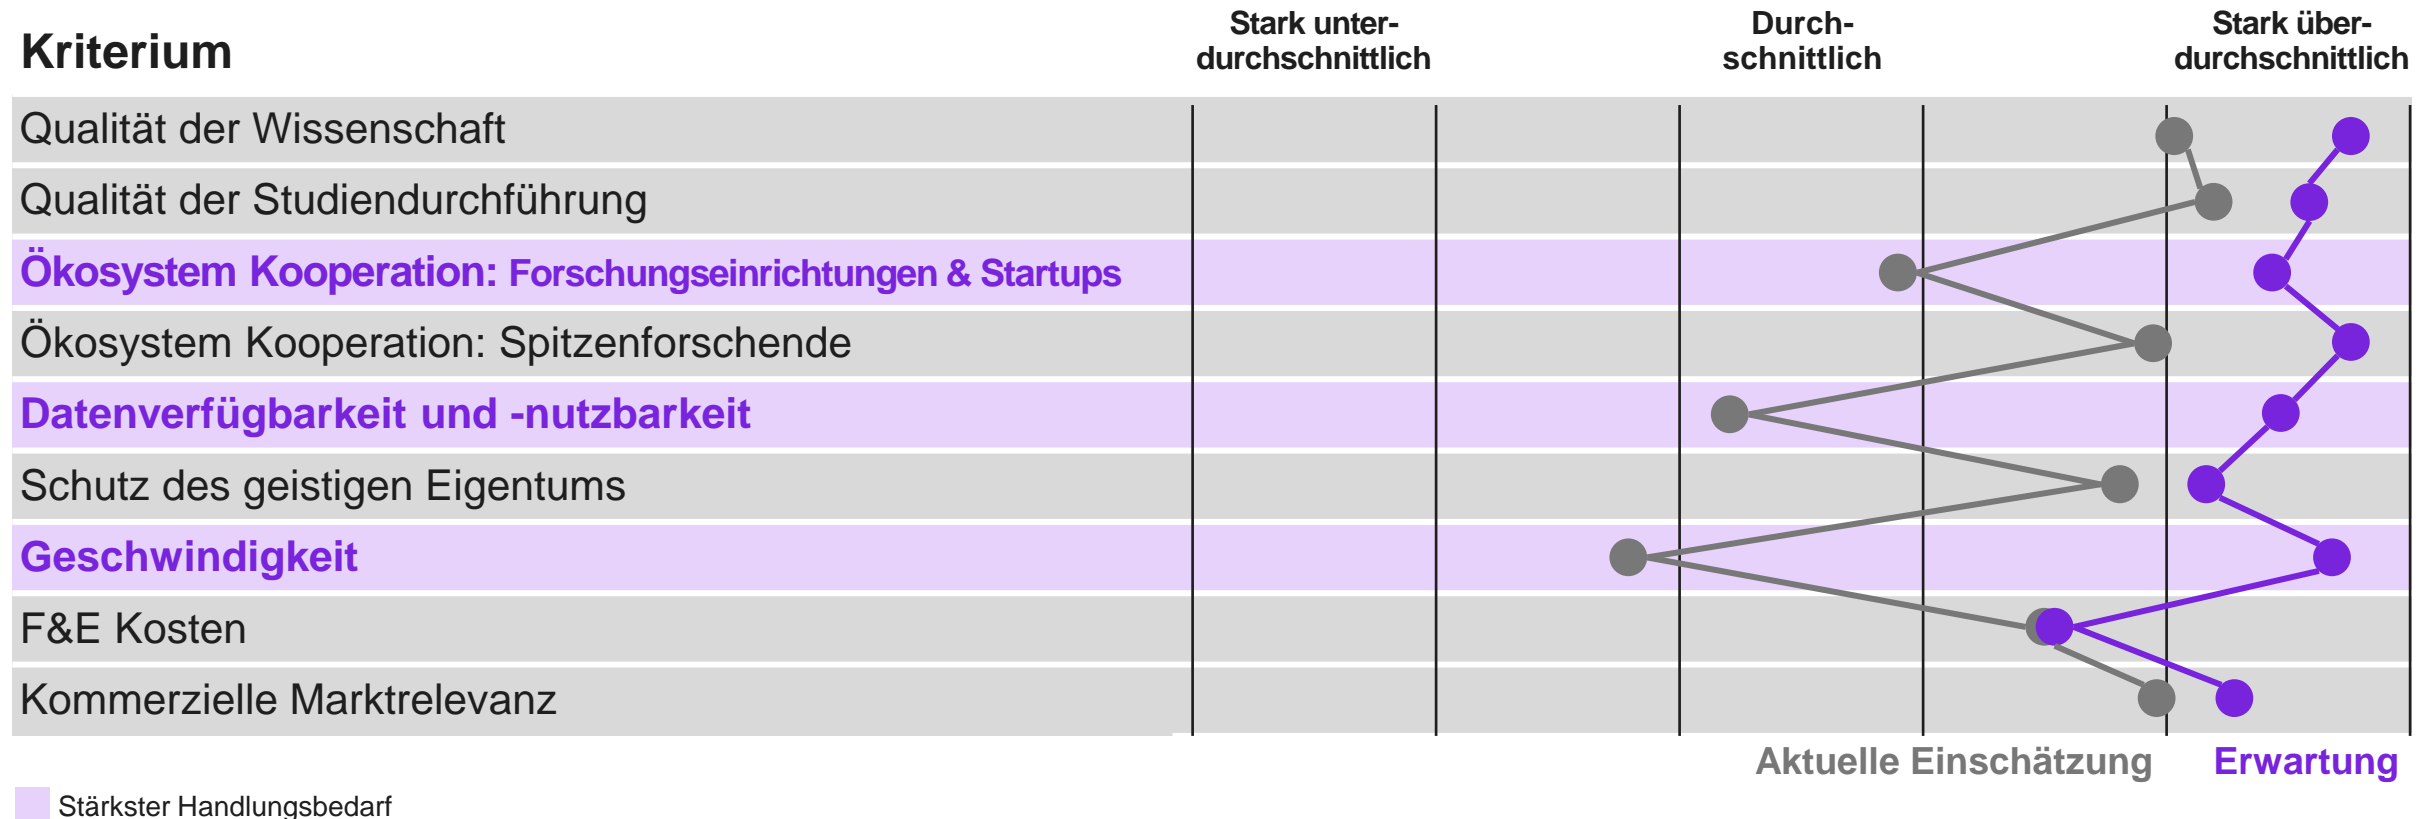 Kriterium
Stark unter-
durchschnittlich
Durch-
schnittlich
Stark über-
durchschnittlich
Qualität der Wissenschaft
Qualität der Studiendurchführung
Ökosystem Kooperation: Forschungseinrichtungen & Startups
Ökosystem Kooperation: Spitzenforschende
Datenverfügbarkeit und -nutzbarkeit
Schutz des geistigen Eigentums
Geschwindigkeit
F&E Kosten
Kommerzielle Marktrelevanz
Aktuelle Einschätzung
Erwartung
Stärkster Handlungsbedarf